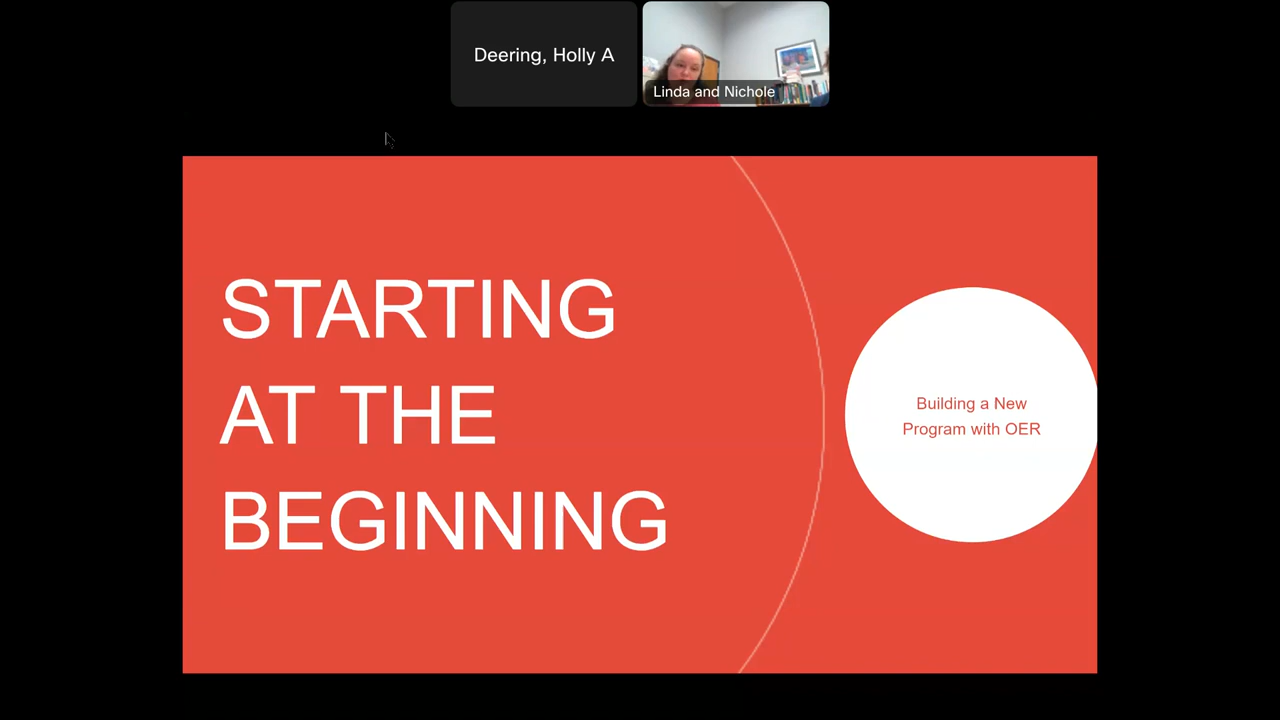 Deering, Holly A
Linda and Nichole
STARTING
AT THE
BEGINNING
Building a New
Program with OER